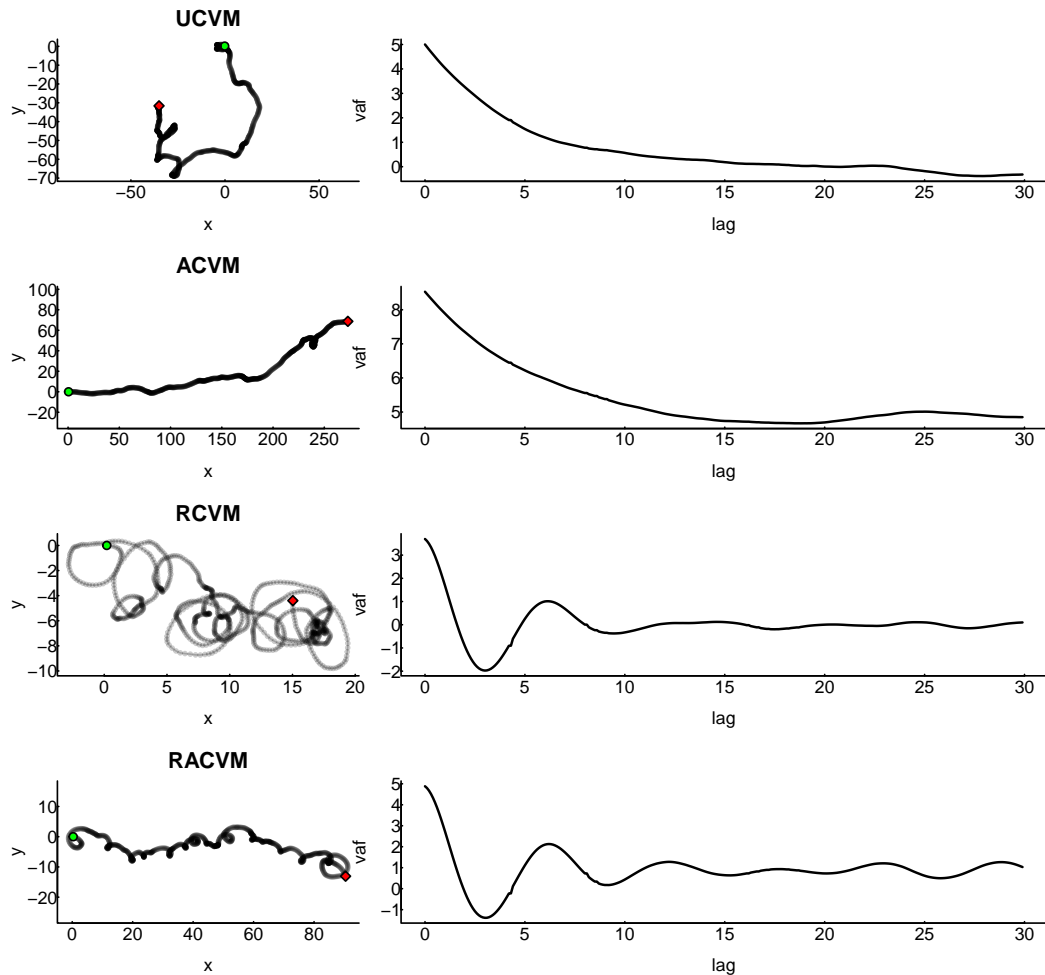 UCVM
0
−10
−20
−30
−40
−50
−60
−70
y
−50 0 50
x
5
4
3
2
1
0
vaf
0 5 10 15 20 25 30
lag
ACVM
100
80
60
40
20
0
−20
y
0 50 100 150 200 250
x
8
7
6
5
vaf
0 5 10 15 20 25 30
lag
RCVM
0
−2
−4
−6
−8
−10
y
0 5 10 15 20
x
3
2
1
0
−1
−2
vaf
0 5 10 15 20 25 30
lag
RACVM
10
0
−10
−20
y
0 20 40 60 80
x
5
4
3
2
1
0
−1
vaf
0 5 10 15 20 25 30
lag